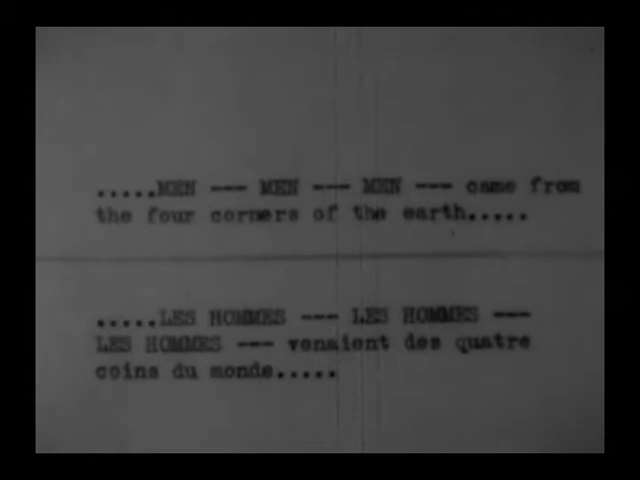 .....MEN --- MEN --- MEN --- came from
the four corners of the earth.....
.....LES HOMMES --- LES HOMMES ---
LES HOMMES --- venaient des quatre
coins du monde.....